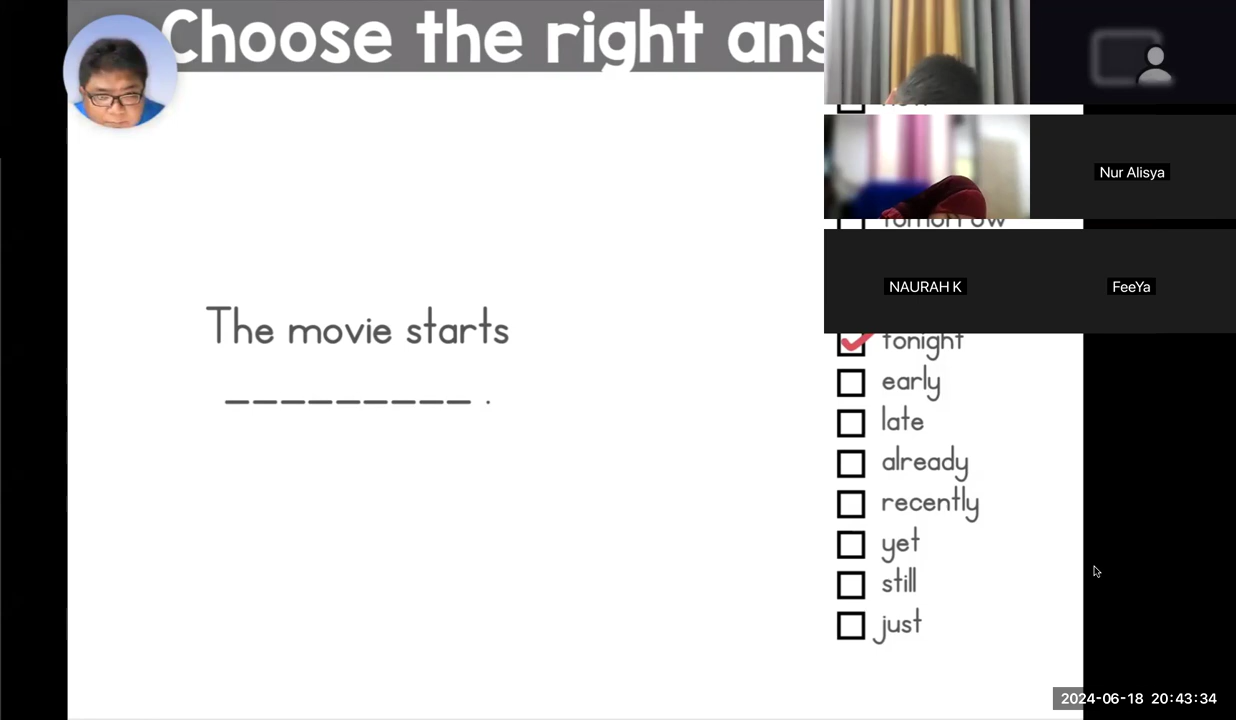 Choose the right ans
Nur Alisya
tomorrow
NAURAH K
FeeYa
The movie starts
_ _ _ _ _ _ _ _ _ .
tonight
early
late
already
recently
yet
still
just
2024-06-18 20:43:34